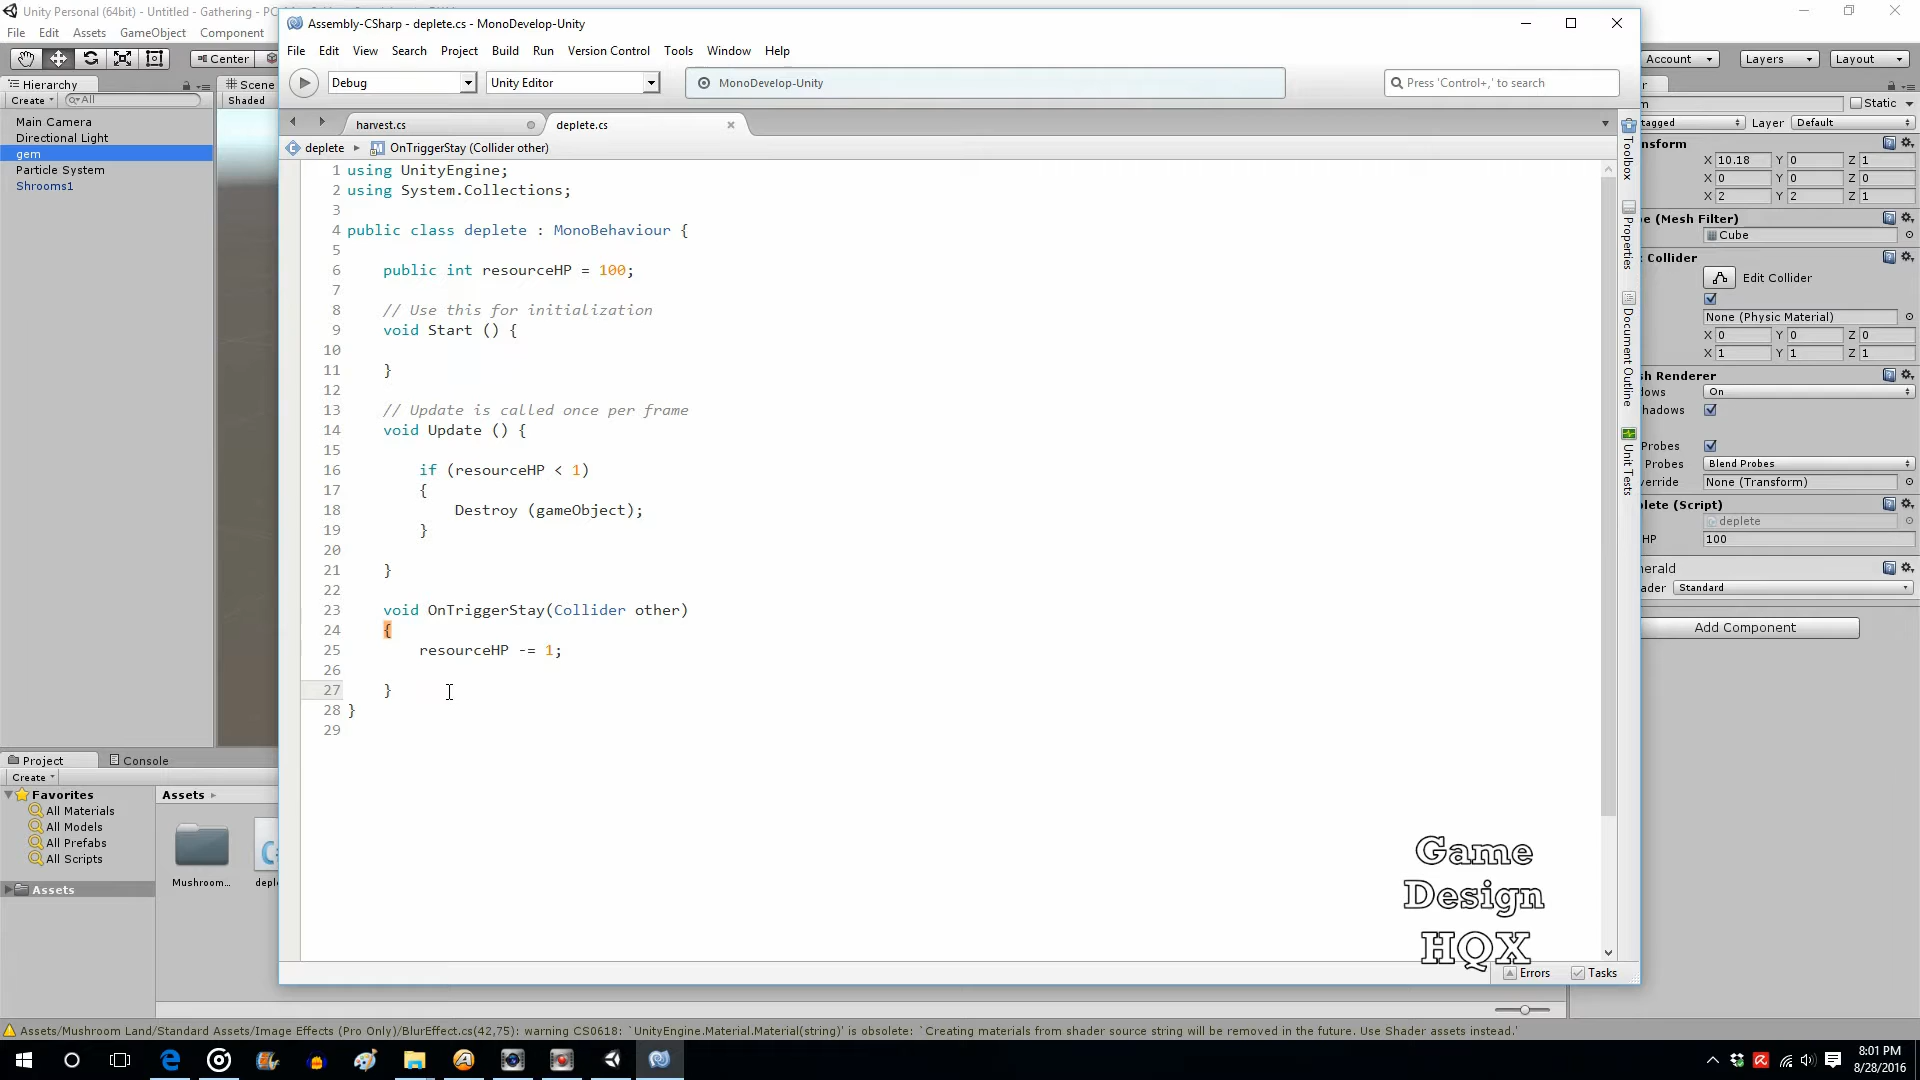 Unity Personal (64bit) - Untitled - Gathering - PC
File Edit Assets GameObject Component
Center
Hierarchy
Create All
Main Camera
Directional Light
gem
Particle System
Shrooms1
Scene
Shaded
Assembly-CSharp - deplete.cs - MonoDevelop-Unity
File Edit View Search Project Build Run Version Control Tools Window Help
Debug Unity Editor MonoDevelop-Unity Press 'Control+,' to search
harvest.cs deplete.cs
deplete OnTriggerStay (Collider other)
1 using UnityEngine;
2 using System.Collections;
3
4 public class deplete : MonoBehaviour {
5
6 public int resourceHP = 100;
7
8 // Use this for initialization
9 void Start () {
10
11 }
12
13 // Update is called once per frame
14 void Update () {
15
16 if (resourceHP < 1)
17 {
18 Destroy (gameObject);
19 }
20
21 }
22
23 void OnTriggerStay(Collider other)
24 {
25 resourceHP -= 1;
26
27 }
28 }
29
Toolbox
Properties
Document Outline
Unit Tests
Errors Tasks
Account Layers Layout
Static
tagged Layer Default
ansform
X 10.18 Y 0 Z 1
X 0 Y 0 Z 0
X 2 Y 2 Z 1
(Mesh Filter)
Cube
Collider
Edit Collider
None (Physic Material)
X 0 Y 0 Z 0
X 1 Y 1 Z 1
sh Renderer
dows On
hadows
Probes
Probes Blend Probes
verride None (Transform)
lete (Script)
deplete
HP 100
erald
ader Standard
Add Component
Project Console
Create
Favorites
All Materials
All Models
All Prefabs
All Scripts
Assets
Assets
Mushroom...
depl
Game
Design
HQX
Assets/Mushroom Land/Standard Assets/Image Effects (Pro Only)/BlurEffect.cs(42,75): warning CS0618: `UnityEngine.Material.Material(string)' is obsolete: `Creating materials from shader source string will be removed in the future. Use Shader assets instead.'
8:01 PM
8/28/2016